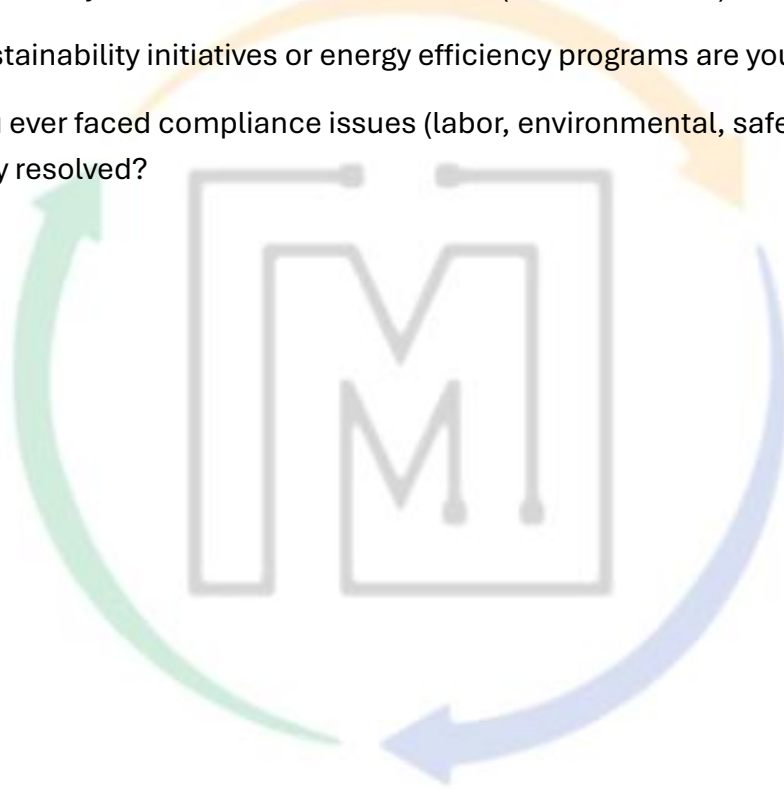 stainability initiatives or energy efficiency programs are you
ever faced compliance issues (labor, environmental, safe
y resolved?